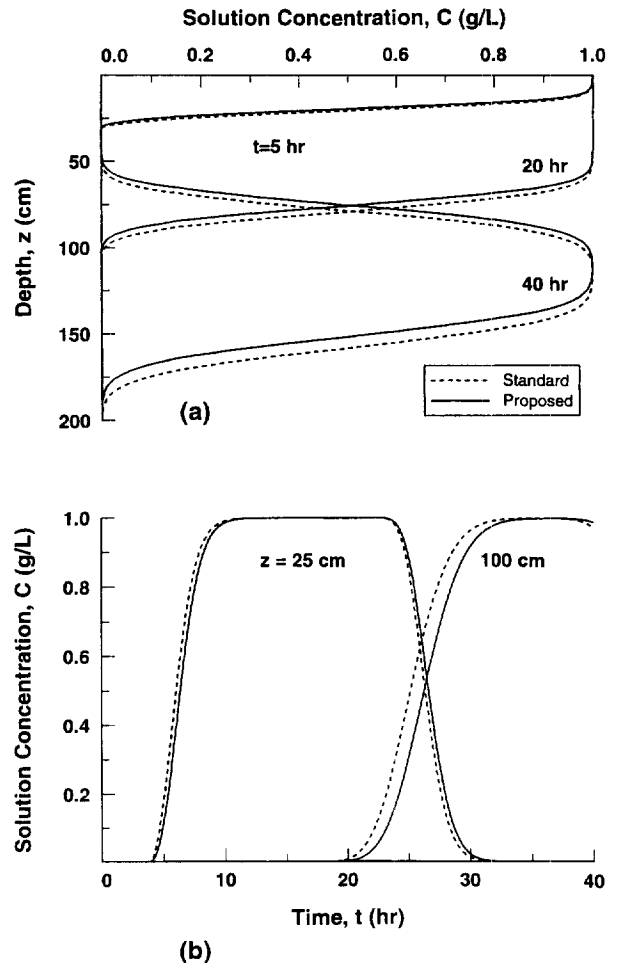 Solution Concentration, C (g/L)
0.0 0.2 0.4 0.6 0.8 1.0
Depth, z (cm)
50
100
150
200
t=5 hr
20 hr
40 hr
Standard
Proposed
(a)
Solution Concentration, C (g/L)
1.0
0.8
0.6
0.4
0.2
z = 25 cm
100 cm
0 10 20 30 40
Time, t (hr)
(b)